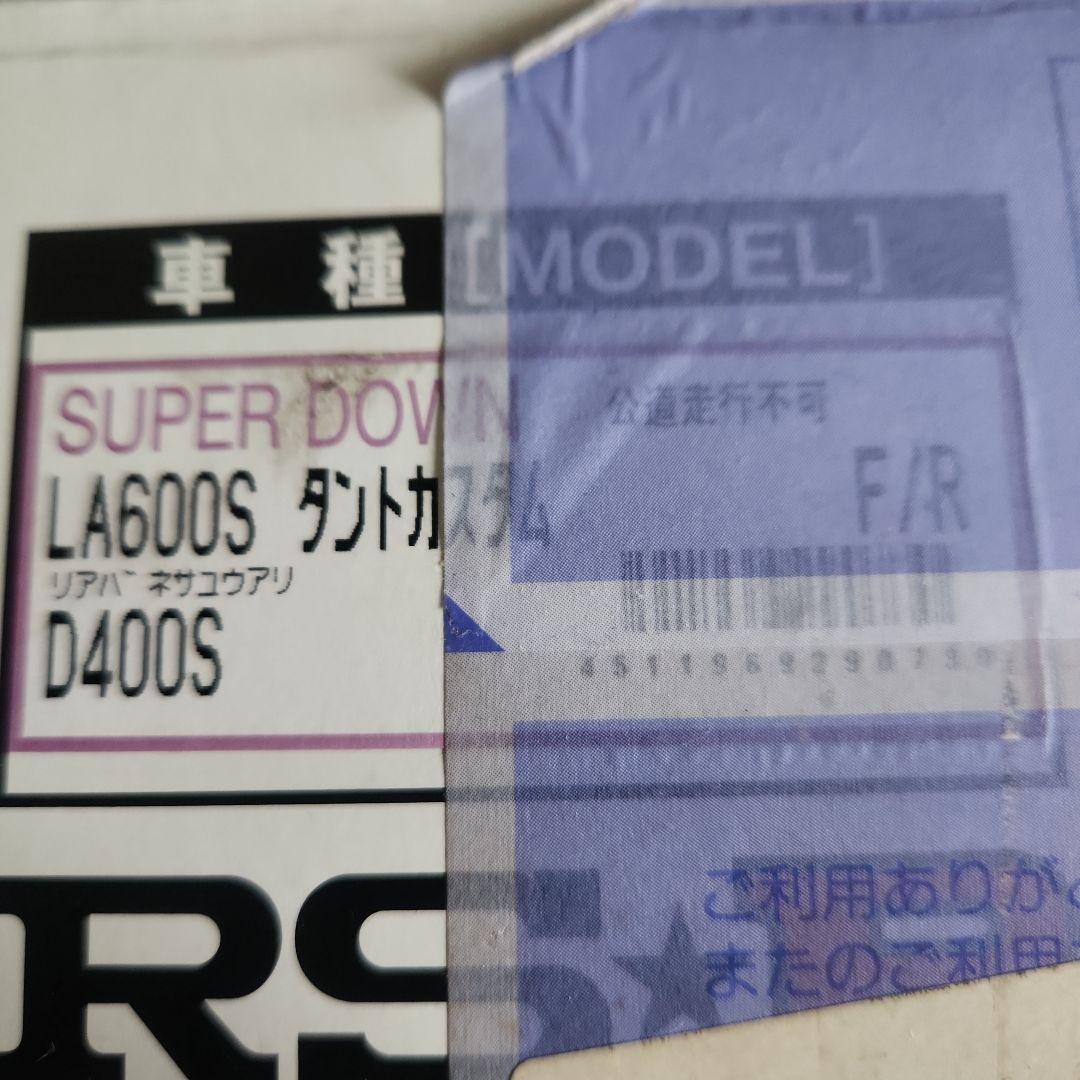 車種 [MODEL]
SUPER DOWN 公道走行不可
LA600S タントカスタム F/R
リアバネサユウアリ
D400S
RS★
ご利用ありが
またのご利用